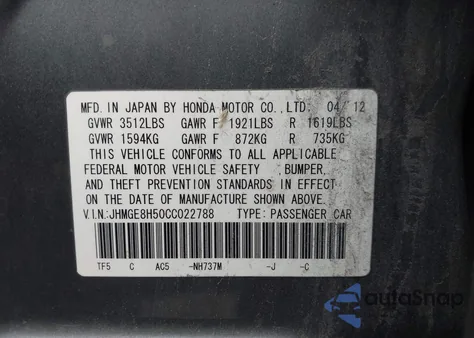 MFD. IN JAPAN BY HONDA MOTOR CO., LTD. 04/12
GVWR 3512LBS GAWR F 1921LBS R 1619LBS
GVWR 1594KG GAWR F 872KG R 735KG
THIS VEHICLE CONFORMS TO ALL APPLICABLE
FEDERAL MOTOR VEHICLE SAFETY, BUMPER,
AND THEFT PREVENTION STANDARDS IN EFFECT
ON THE DATE OF MANUFACTURE SHOWN ABOVE.
V.I.N:JHMGE8H50CC022788 TYPE: PASSENGER CAR
TF5 C AC5 -NH737M -J -C
AutoSnap